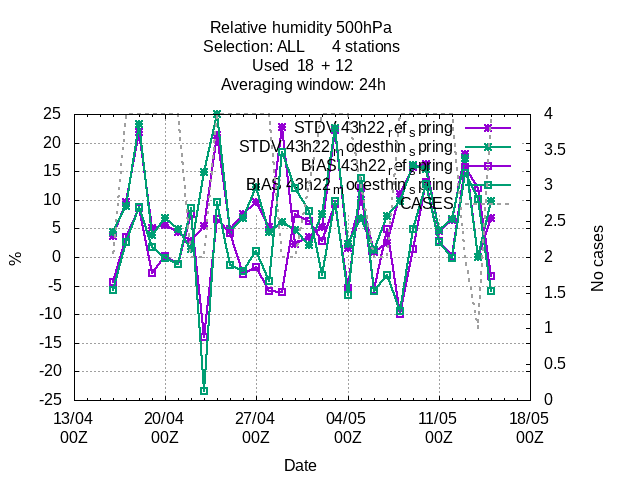 Relative humidity 500hPa
Selection: ALL 4 stations
Used 18 + 12
Averaging window: 24h
STDV 43h22_ref_spring
STDV 43h22_modesthin_spring
BIAS 43h22_ref_spring
BIAS 43h22_modesthin_spring
CASES
25
20
15
10
5
0
-5
-10
-15
-20
-25
%
4
3.5
3
2.5
2
1.5
1
0.5
0
No cases
13/04 20/04 27/04 04/05 11/05 18/05
00Z 00Z 00Z 00Z 00Z 00Z
Date